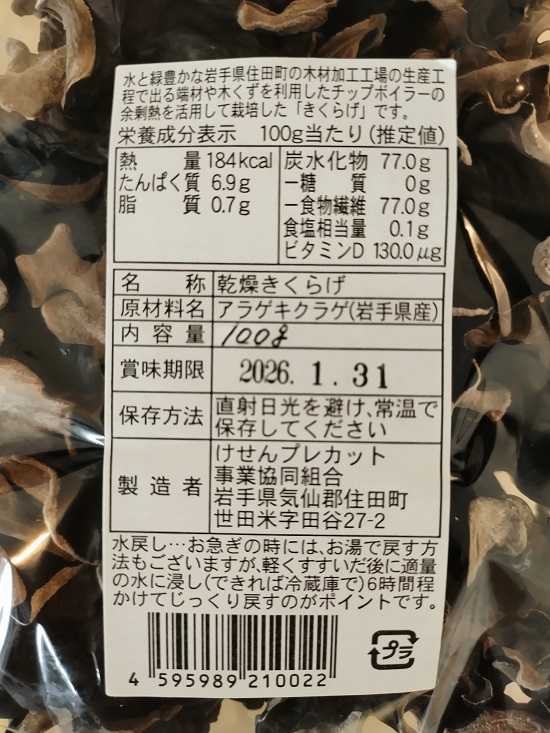 水と緑豊かな岩手県住田町の木材加工工場の生産工
程で出る端材や木くずを利用したチップボイラーの
余剰熱を活用して栽培した「きくらげ」です。
栄養成分表示 100g当たり(推定値)
熱 量 184kcal
たんぱく質 6.9g
脂 質 0.7g
炭水化物 77.0g
ー糖 質 0g
ー食物繊維 77.0g
食塩相当量 0.1g
ビタミンD 130.0μg
名 称 乾燥きくらげ
原材料名 アラゲキクラゲ(岩手県産)
内容量 100g
賞味期限 2026.1.31
保存方法 直射日光を避け、常温で
保存してください
製造者 けせんプレカット
事業協同組合
岩手県気仙郡住田町
世田米字田谷27-2
水戻し…お急ぎの時には、お湯で戻す方
法もございますが、軽くすすいだ後に適量
の水に浸し(できれば冷蔵庫で)6時間程
かけてじっくり戻すのがポイントです。
4 595989 210022
プラ